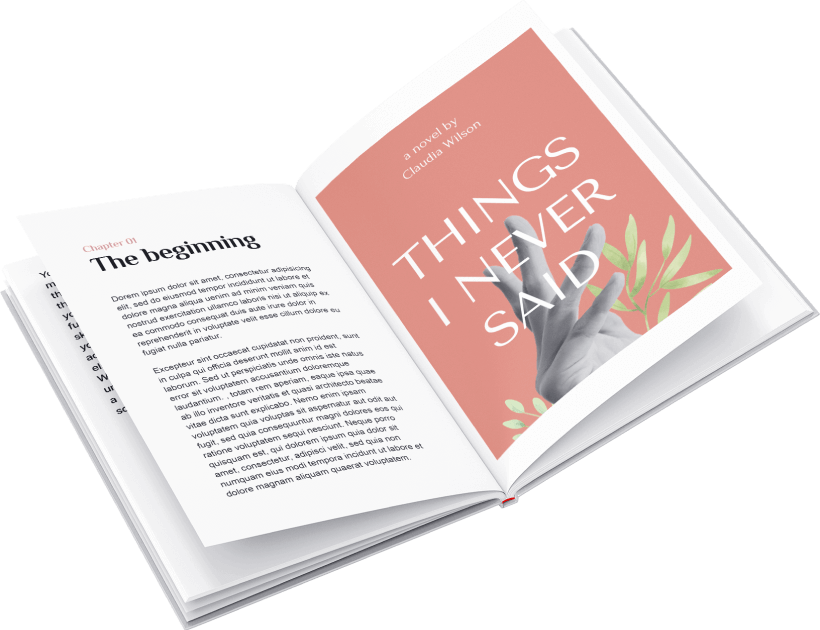 Chapter 01
The beginning
Dorem ipsum dolor sit amet, consectetur adipisicing
elit, sed do eiusmod tempor incididunt ut labore et
dolore magna aliqua uenim ad minim veniam quis
nostrud exercitation ullamco laboris nisi ut aliquip ex
ea commodo consequat duis aute irure dolor in
reprehenderit in voluptate velit esse cillum dolore eu
fugiat nulla pariatur.
Excepteur sint occaecat cupidatat non proident, sunt
in culpa qui officia deserunt mollit anim id est
laborum. Sed ut perspiciatis unde omnis iste natus
error sit voluptatem accusantium doloremque
laudantium. , totam rem aperiam, eaque ipsa quae
ab illo inventore veritatis et quasi architecto beatae
vitae dicta sunt explicabo. Nemo enim ipsam
voluptatem quia voluptas sit aspernatur aut odit aut
fugit, sed quia consequuntur magni dolores eos qui
ratione voluptatem sequi nesciunt. Neque porro
quisquam est, qui dolorem ipsum quia dolor sit
amet, consectetur, adipisci velit, sed quia non
numquam eius modi tempora incidunt ut labore et
dolore magnam aliquam quaerat voluptatem.
a novel by
Claudia Wilson
THINGS
I NEVER
SAID